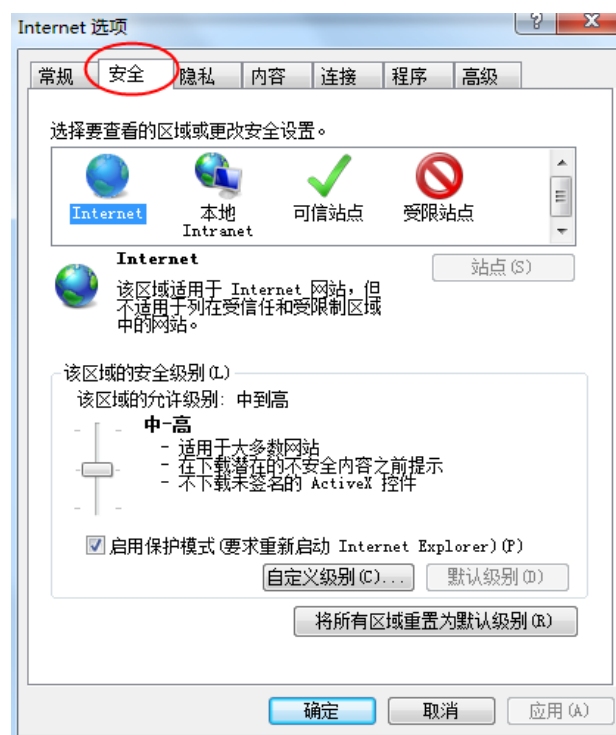 Internet 选项
常规 安全 隐私 内容 连接 程序 高级
选择要查看的区域或更改安全设置。
Internet 本地 Intranet 可信站点 受限站点
Internet
站点(S)
该区域适用于 Internet 网站，但
不适用于列在受信任和受限制区域
中的网站。
该区域的安全级别(L)
该区域的允许级别: 中到高
中-高
- 适用于大多数网站
- 在下载潜在的不安全内容之前提示
- 不下载未签名的 ActiveX 控件
启用保护模式(要求重新启动 Internet Explorer)(P)
自定义级别(C)... 默认级别(D)
将所有区域重置为默认级别(R)
确定 取消 应用(A)